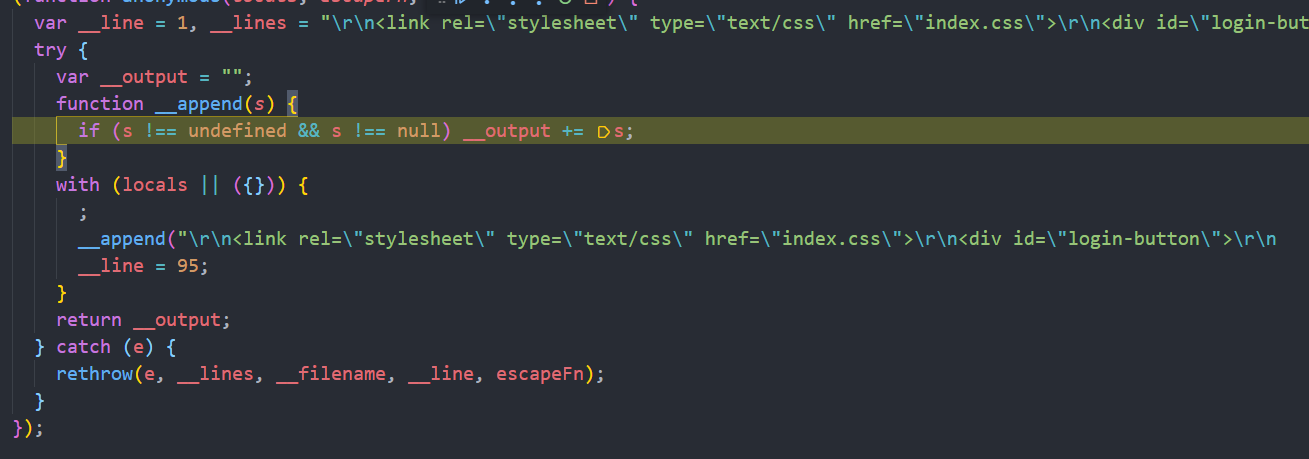 (function anonymous(locals, escapeFn,
var __line = 1, __lines = "\r\n<link rel=\"stylesheet\" type=\"text/css\" href=\"index.css\">\r\n<div id=\"login-but
try {
var __output = "";
function __append(s) {
if (s !== undefined && s !== null) __output += s;
}
with (locals || ({})) {
;
__append("\r\n<link rel=\"stylesheet\" type=\"text/css\" href=\"index.css\">\r\n<div id=\"login-button\">\r\n
__line = 95;
}
return __output;
} catch (e) {
rethrow(e, __lines, __filename, __line, escapeFn);
}
});